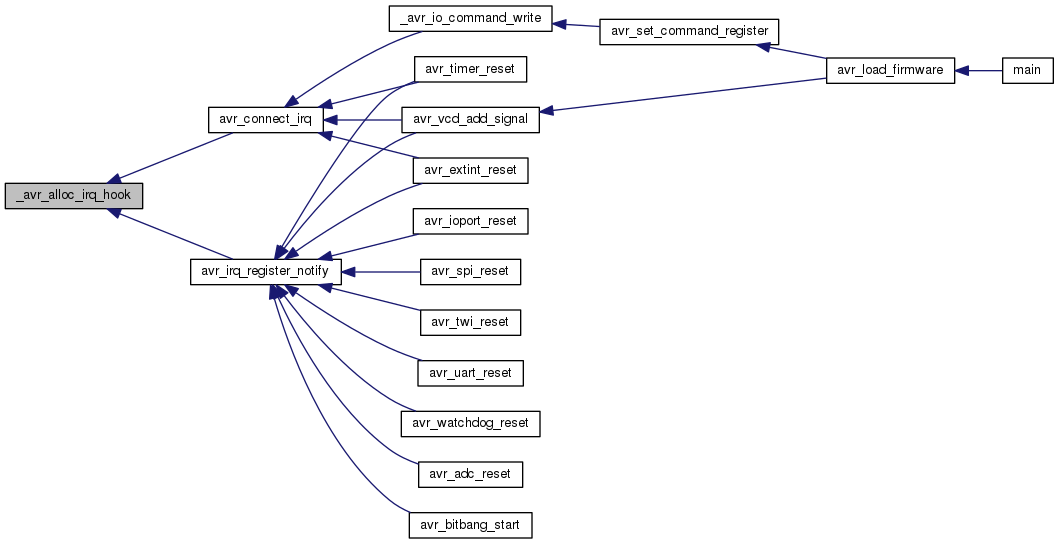 _avr_io_command_write
avr_set_command_register
avr_timer_reset
avr_load_firmware
main
avr_connect_irq
avr_vcd_add_signal
avr_extint_reset
_avr_alloc_irq_hook
avr_ioport_reset
avr_irq_register_notify
avr_spi_reset
avr_twi_reset
avr_uart_reset
avr_watchdog_reset
avr_adc_reset
avr_bitbang_start